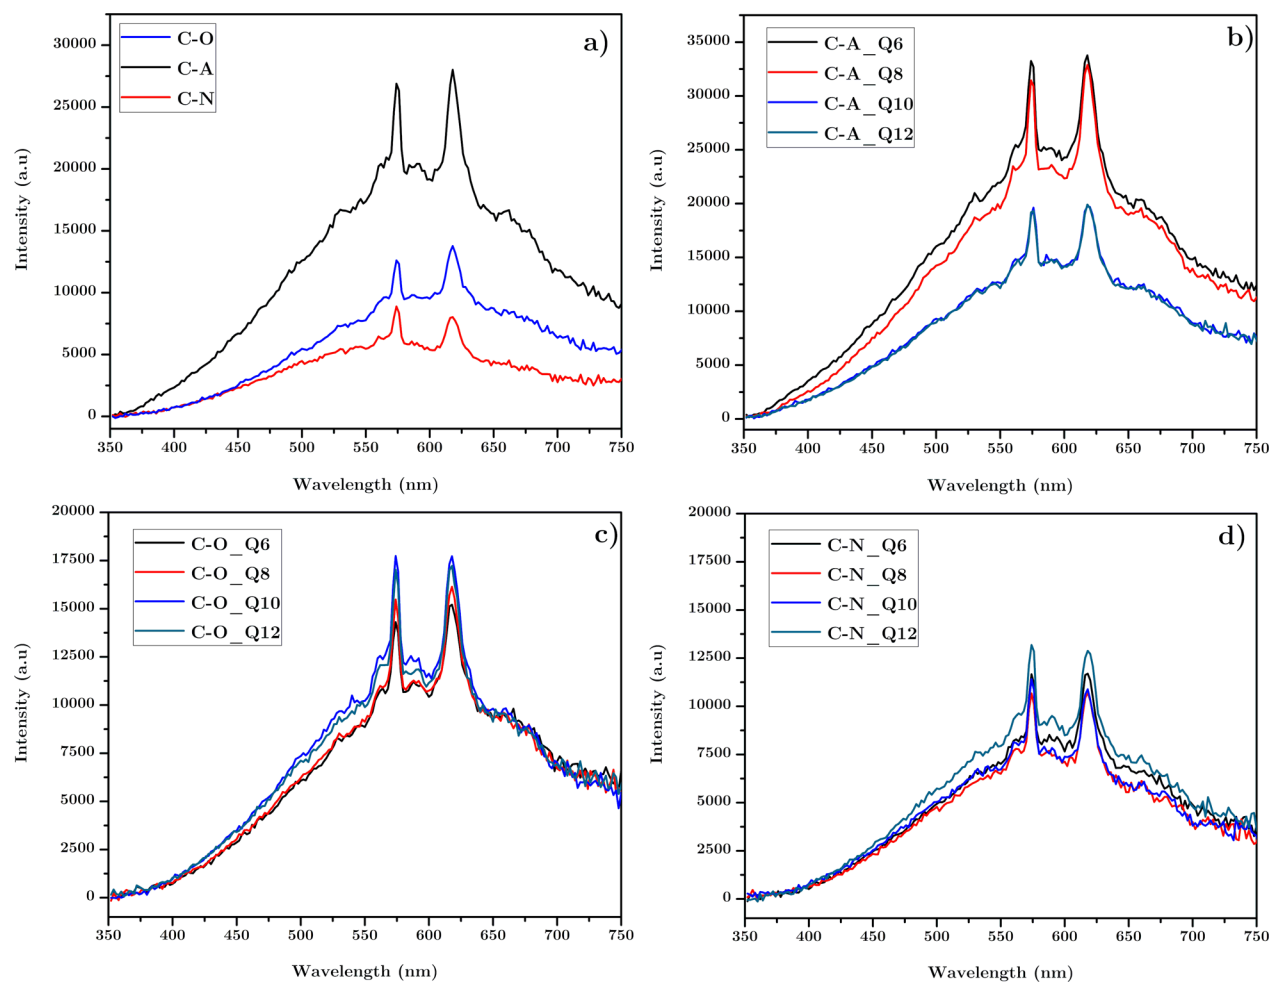 a)
C-O
C-A
C-N
30000
25000
20000
15000
10000
5000
0
350 400 450 500 550 600 650 700 750
Intensity (a.u)
Wavelength (nm)
b)
C-A_Q6
C-A_Q8
C-A_Q10
C-A_Q12
35000
30000
25000
20000
15000
10000
5000
0
350 400 450 500 550 600 650 700 750
Intensity (a.u)
Wavelength (nm)
c)
C-O_Q6
C-O_Q8
C-O_Q10
C-O_Q12
20000
17500
15000
12500
10000
7500
5000
2500
0
350 400 450 500 550 600 650 700 750
Intensity (a.u)
Wavelength (nm)
d)
C-N_Q6
C-N_Q8
C-N_Q10
C-N_Q12
20000
17500
15000
12500
10000
7500
5000
2500
0
350 400 450 500 550 600 650 700 750
Intensity (a.u)
Wavelength (nm)